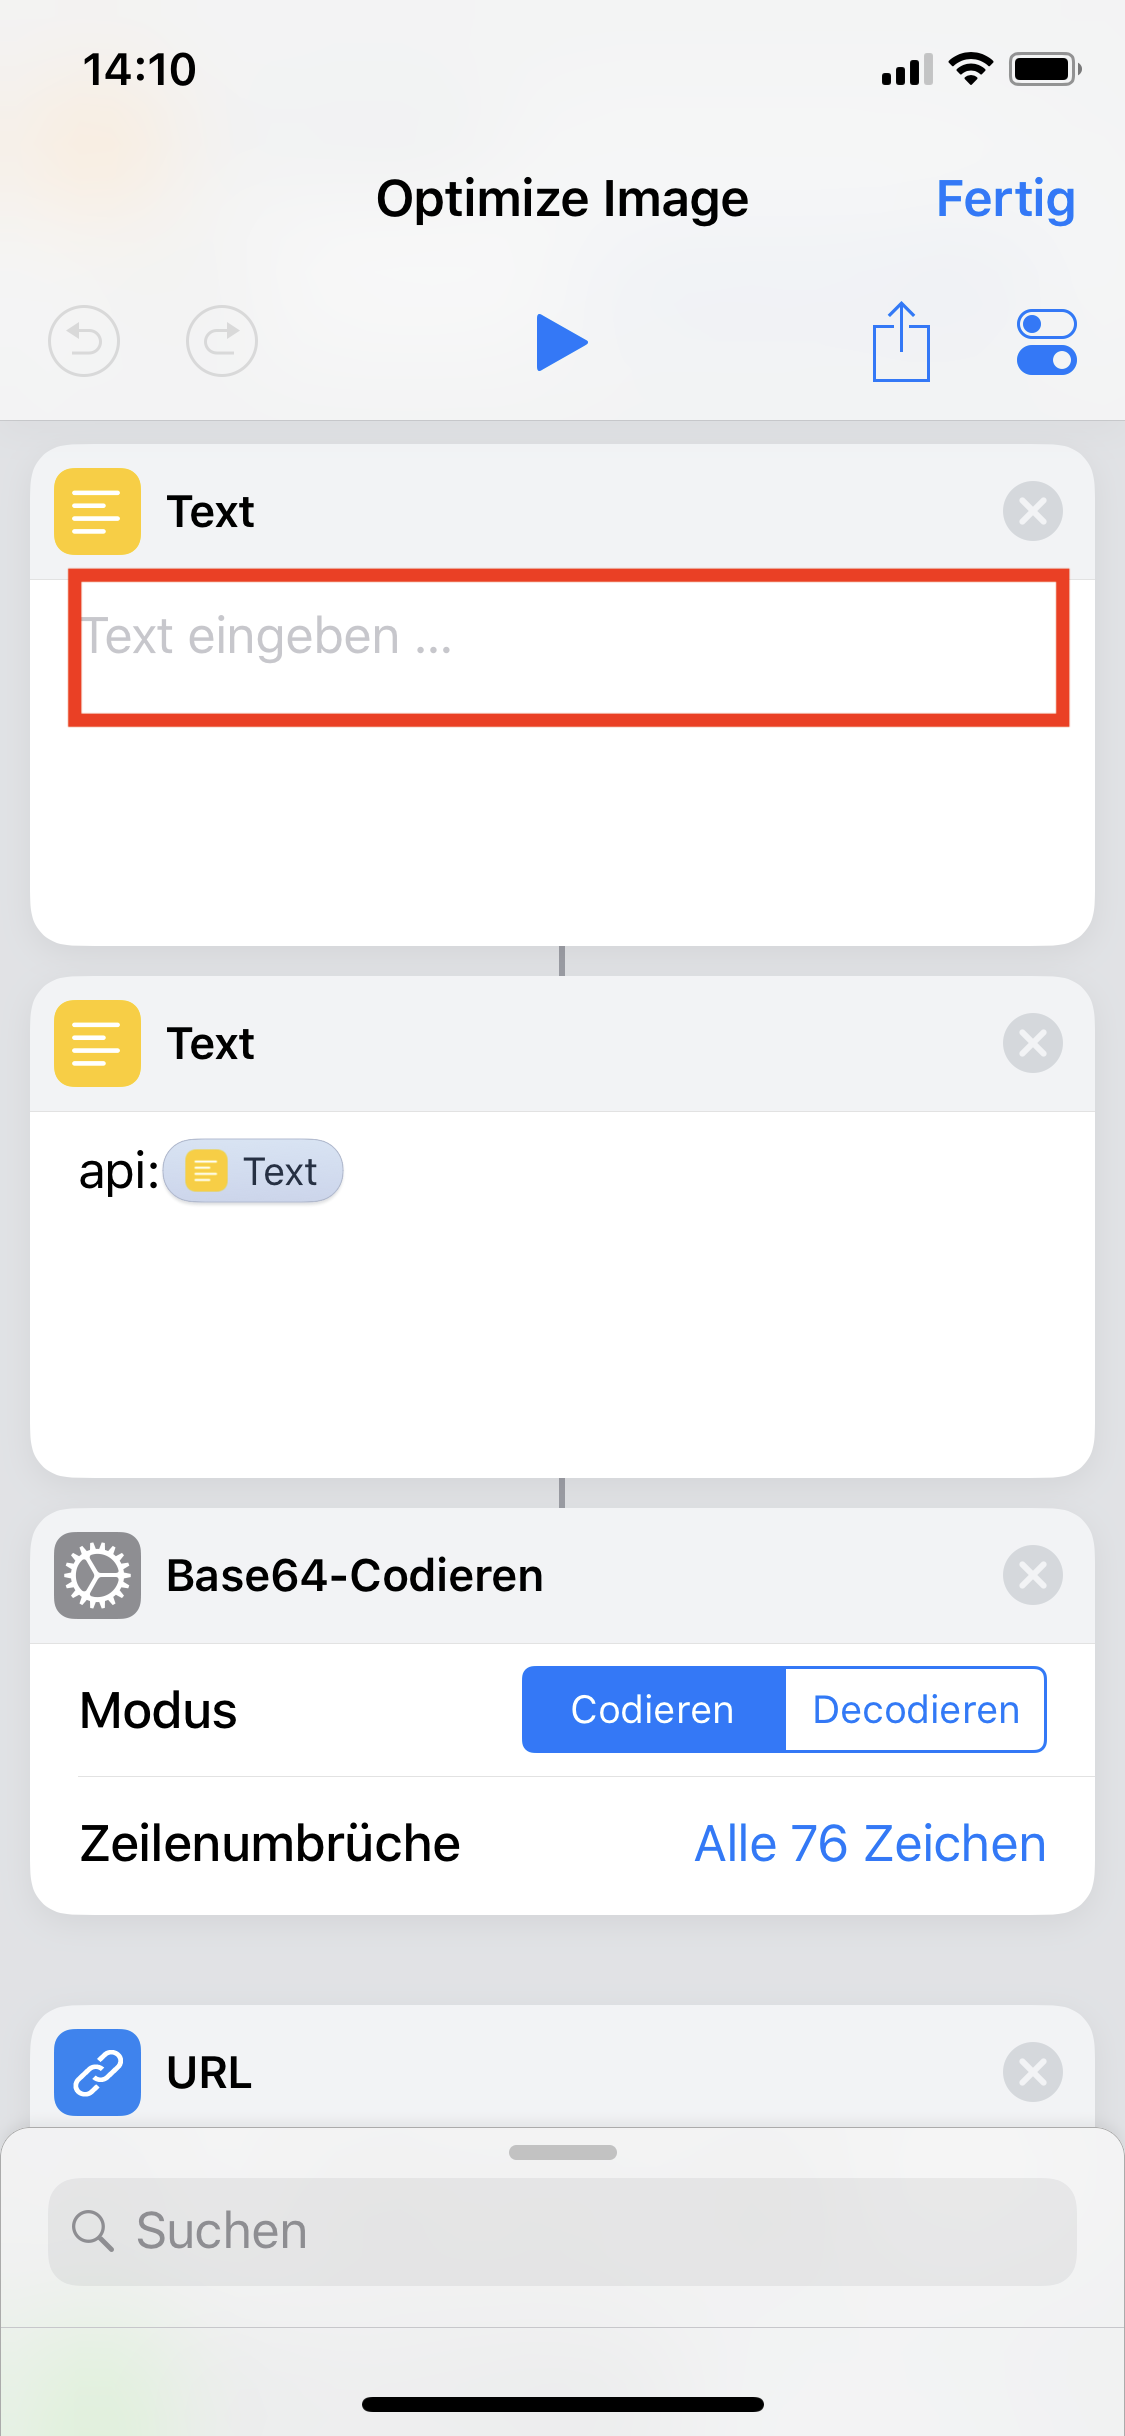 14:10
Optimize Image
Fertig
Text
Text eingeben ...
Text
api: Text
Base64-Codieren
Modus
Codieren
Decodieren
Zeilenumbrüche
Alle 76 Zeichen
URL
Suchen